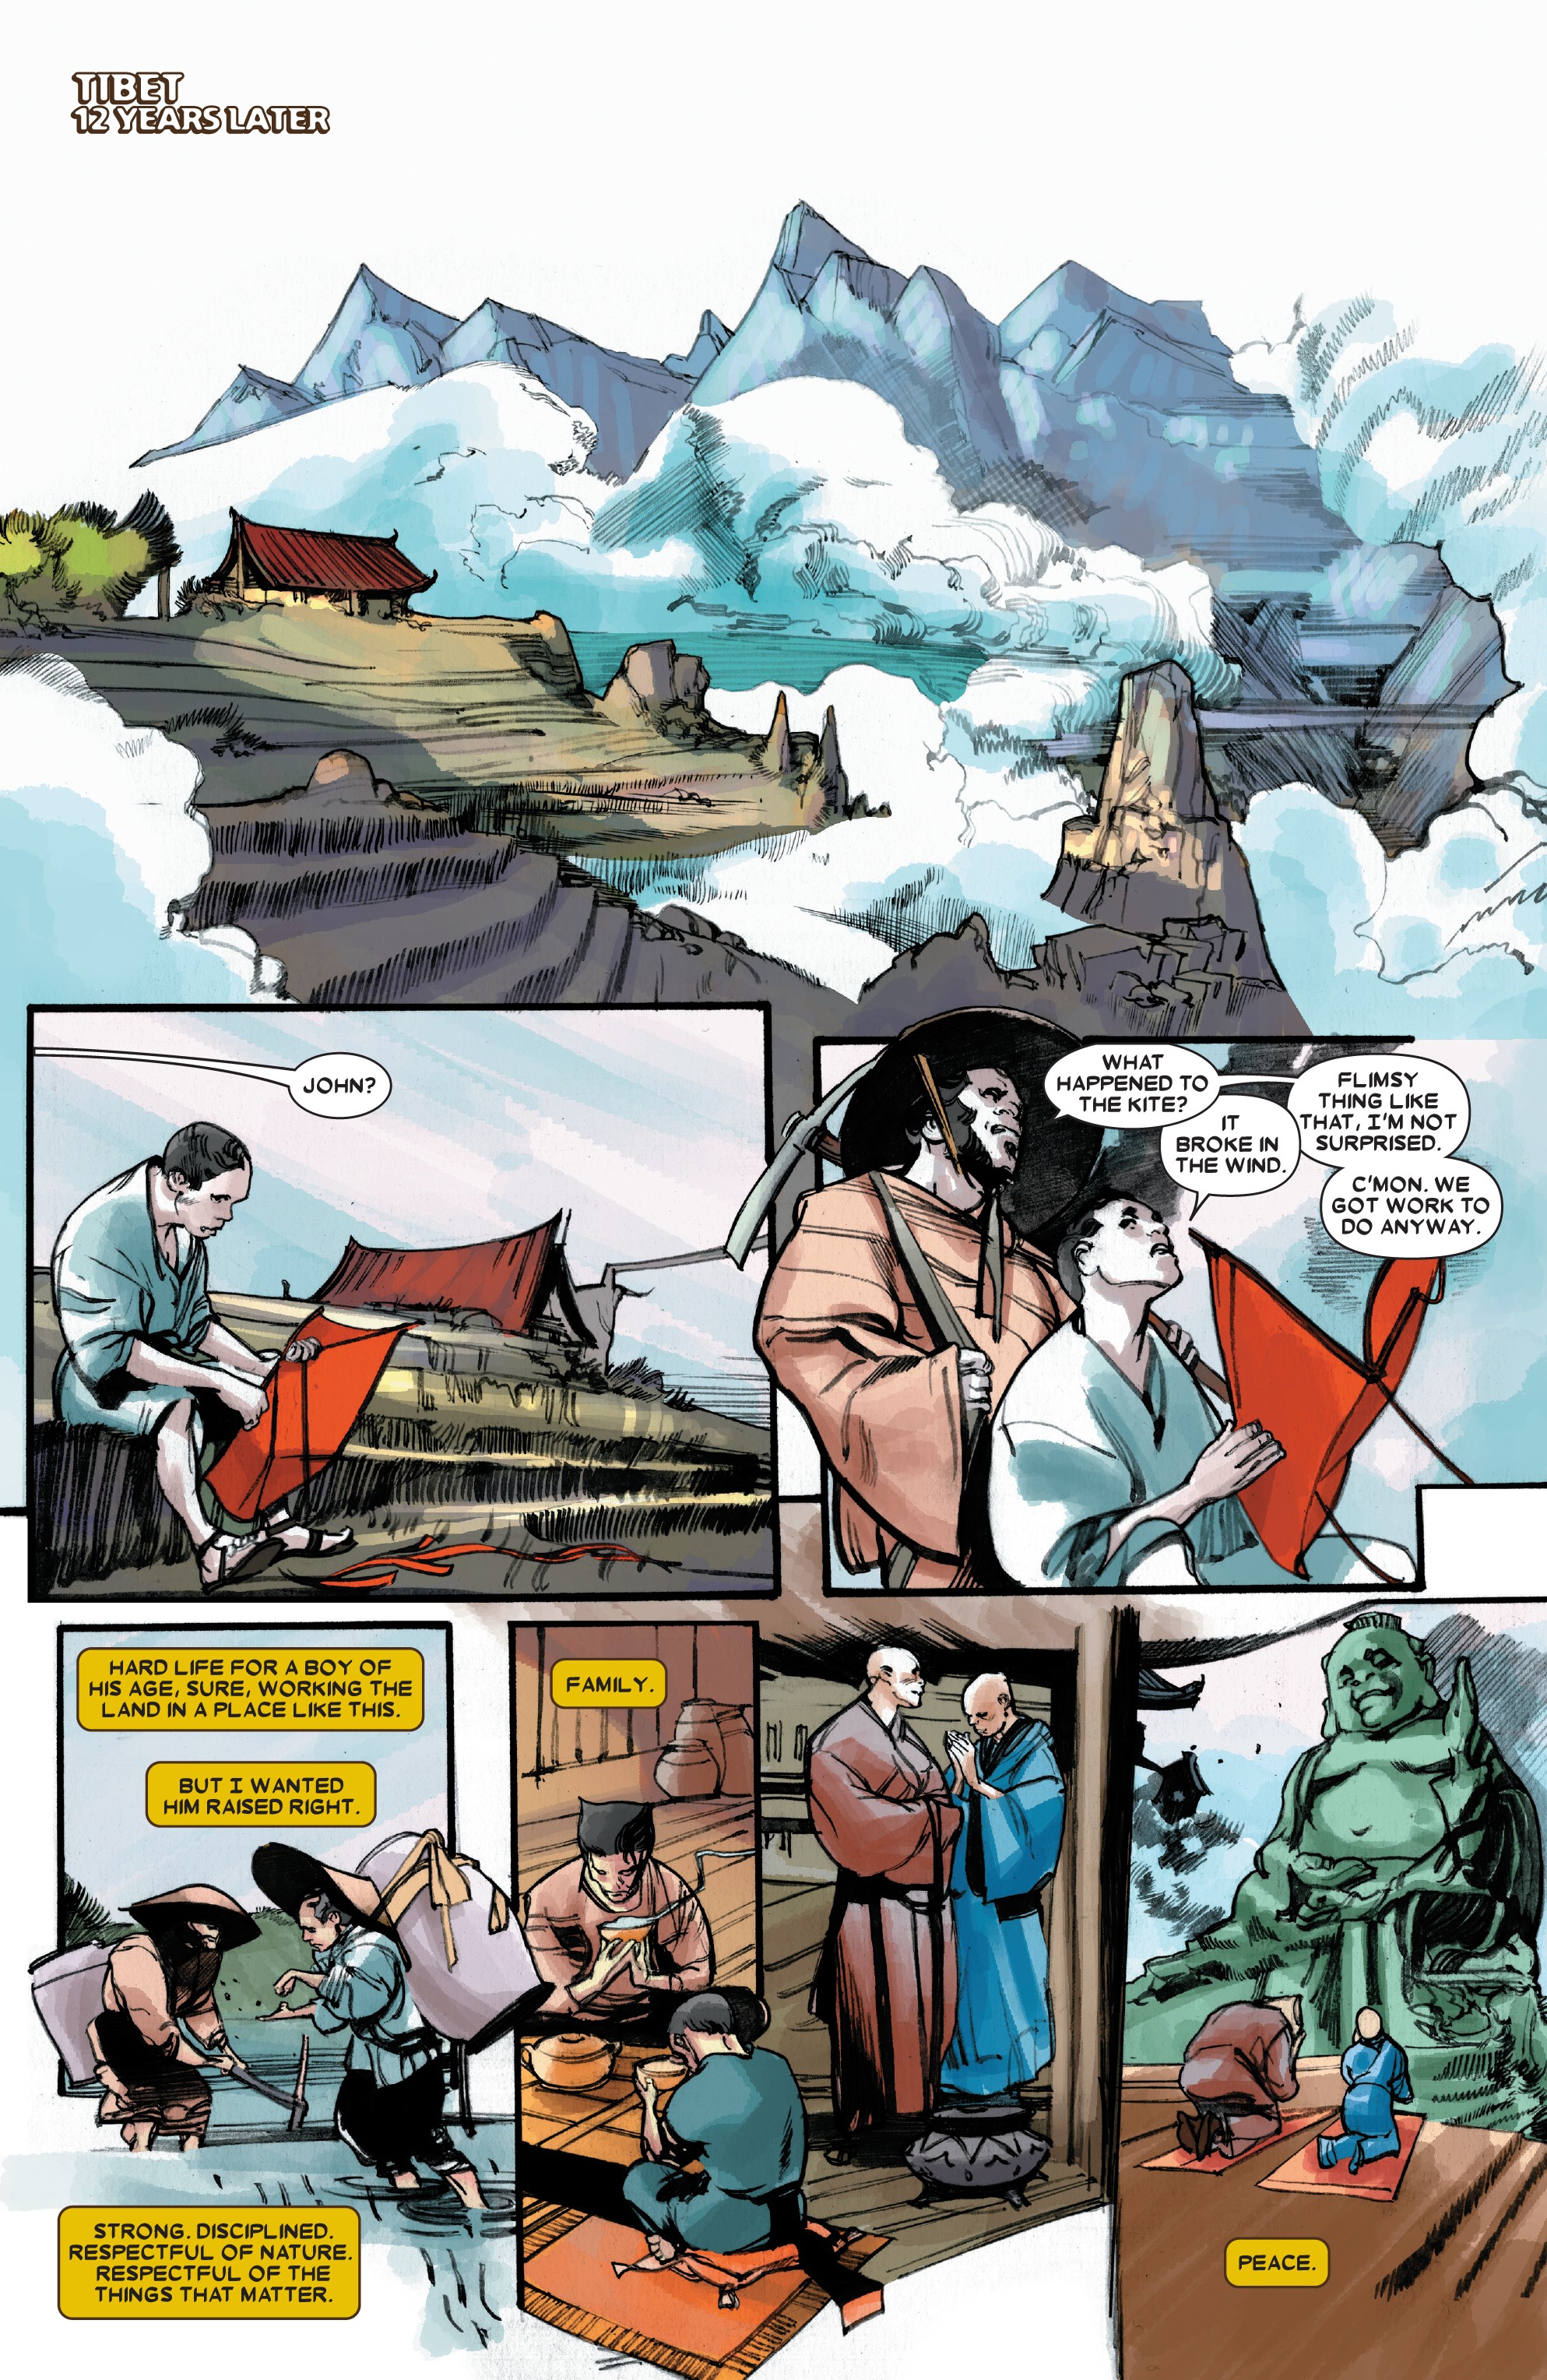 TIBET
12 YEARS LATER
JOHN?
WHAT
HAPPENED TO
THE KITE?
IT
BROKE IN
THE WIND.
FLIMSY
THING LIKE
THAT, I'M NOT
SURPRISED.
C'MON. WE
GOT WORK TO
DO ANYWAY.
HARD LIFE FOR A BOY OF
HIS AGE, SURE, WORKING THE
LAND IN A PLACE LIKE THIS.
BUT I WANTED
HIM RAISED RIGHT.
STRONG. DISCIPLINED.
RESPECTFUL OF NATURE.
RESPECTFUL OF THE
THINGS THAT MATTER.
FAMILY.
PEACE.